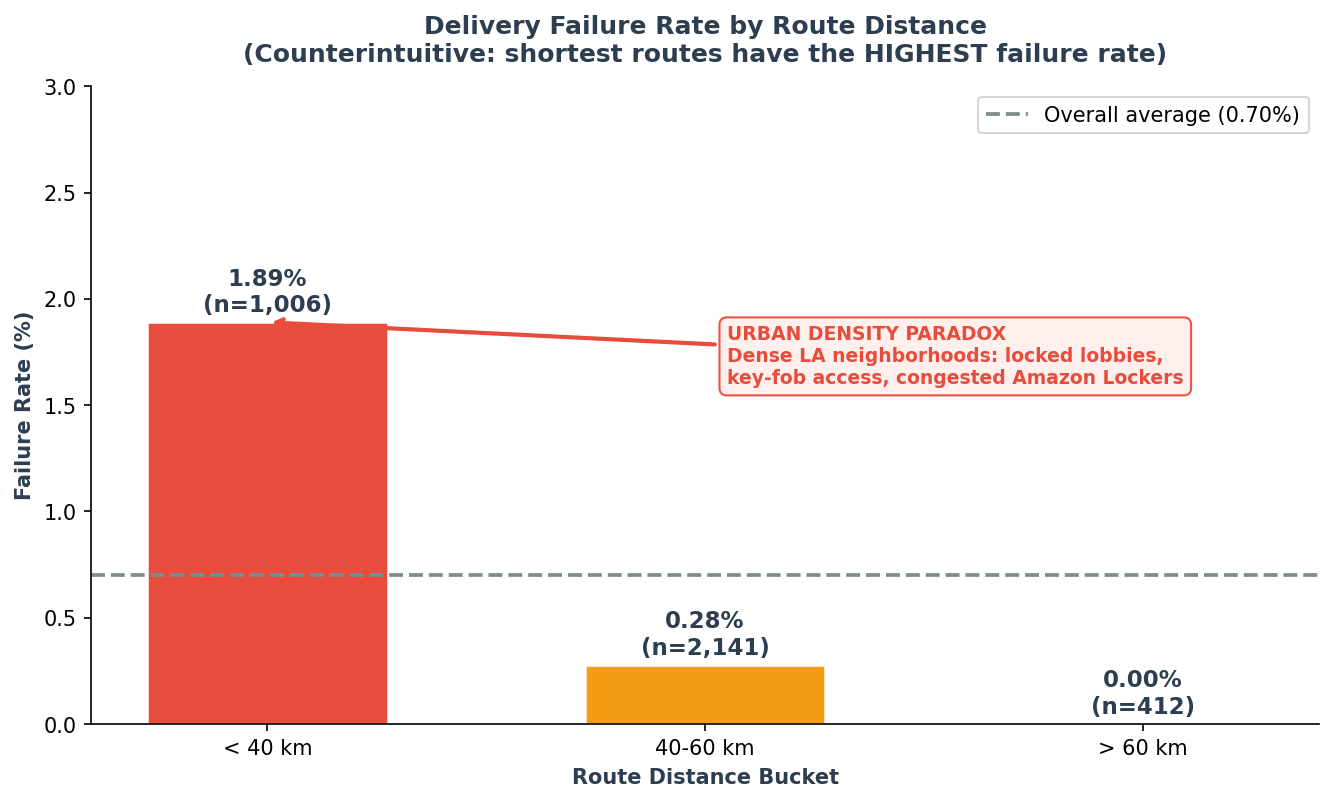 Delivery Failure Rate by Route Distance
(Counterintuitive: shortest routes have the HIGHEST failure rate)
Overall average (0.70%)
Failure Rate (%)
3.0
2.5
2.0
1.5
1.0
0.5
0.0
1.89%
(n=1,006)
URBAN DENSITY PARADOX
Dense LA neighborhoods: locked lobbies,
key-fob access, congested Amazon Lockers
0.28%
(n=2,141)
0.00%
(n=412)
< 40 km
40-60 km
> 60 km
Route Distance Bucket